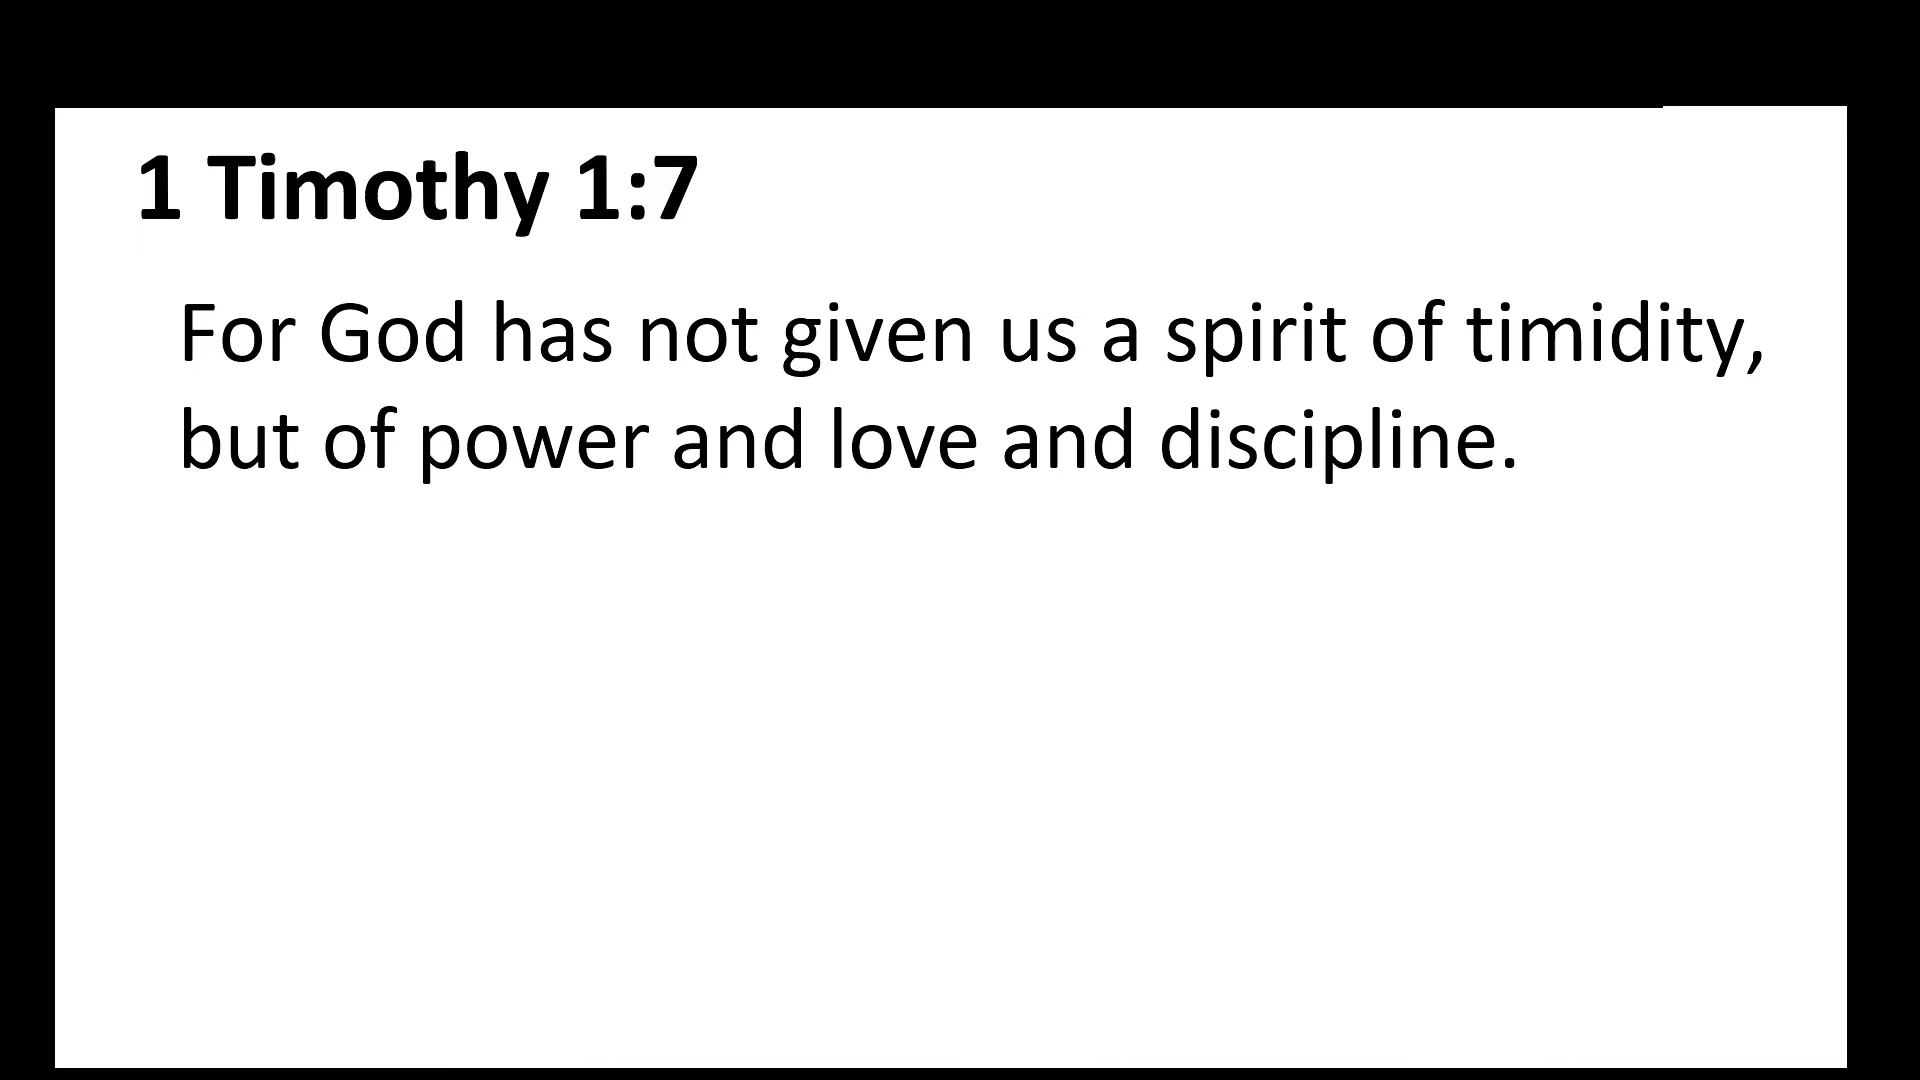 1 Timothy 1:7
For God has not given us a spirit of timidity,
but of power and love and discipline.